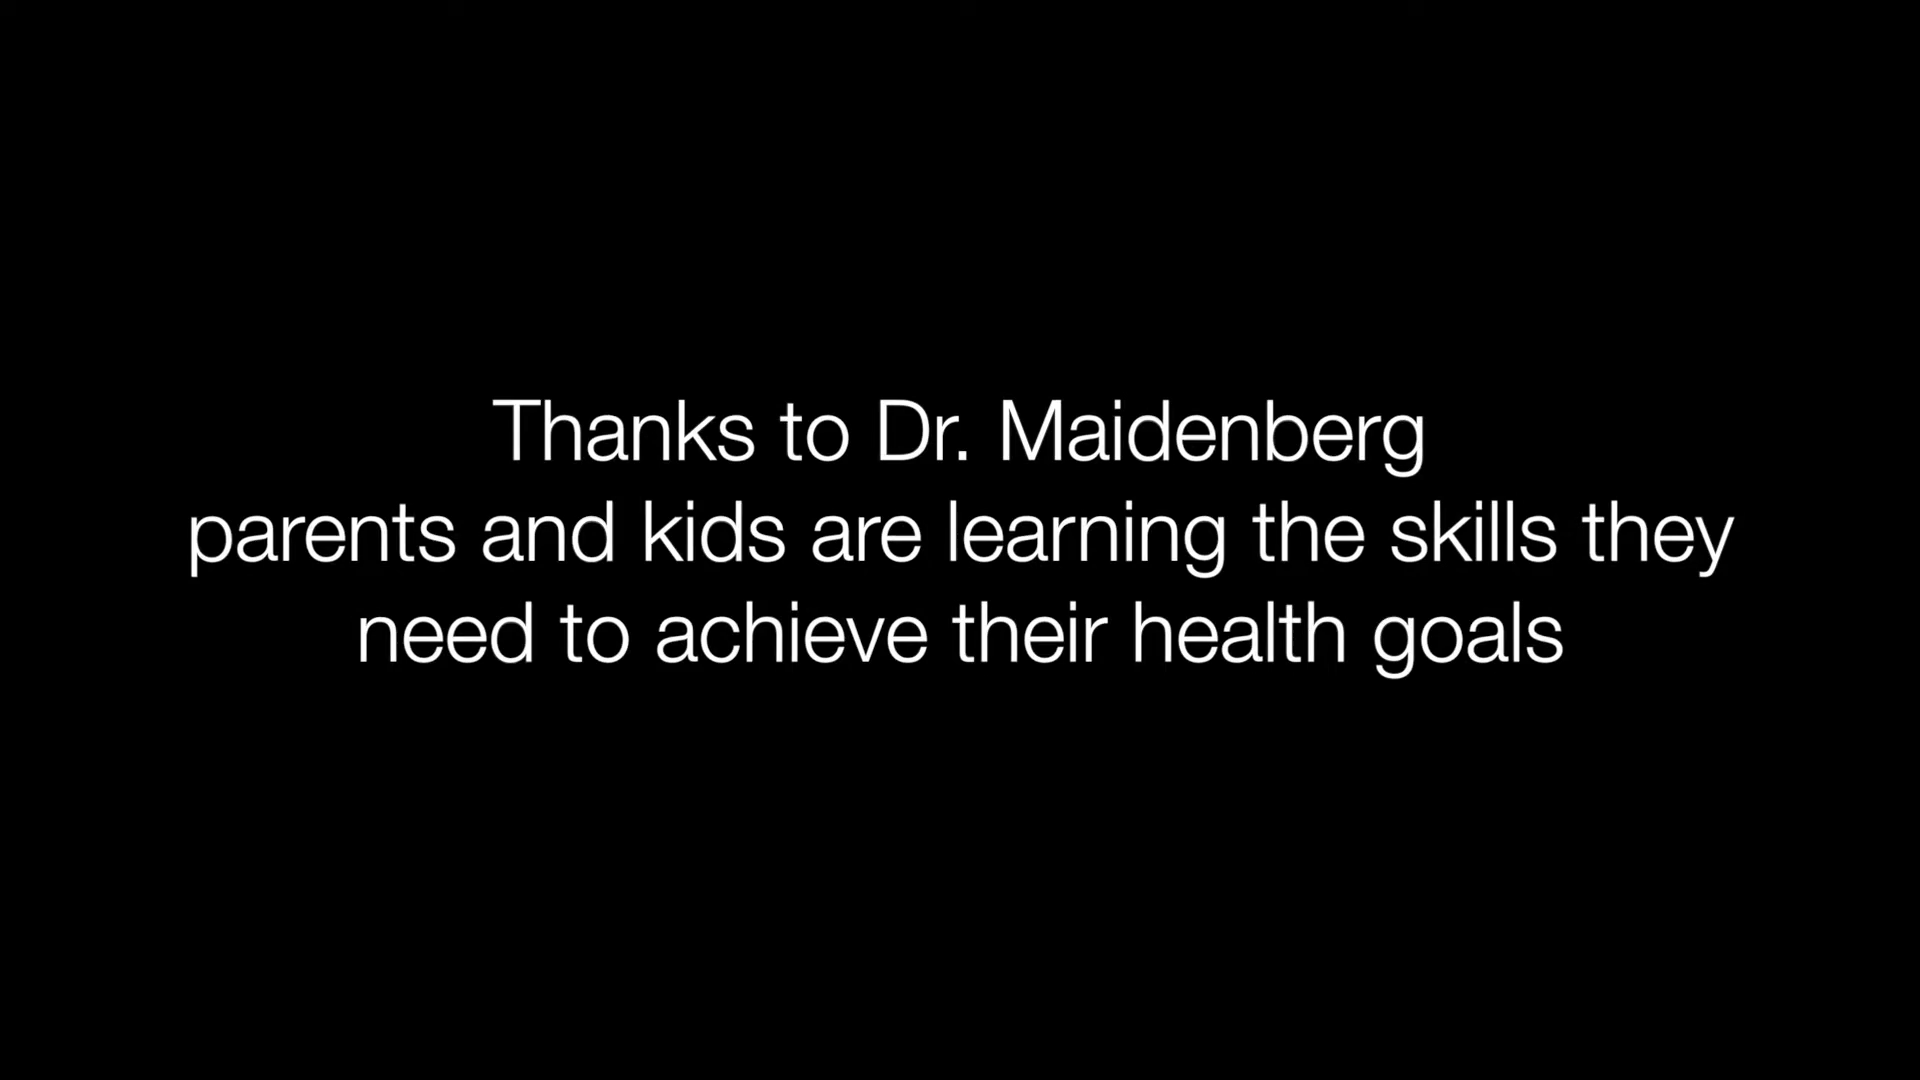 Thanks to Dr. Maidenberg
parents and kids are learning the skills they
need to achieve their health goals